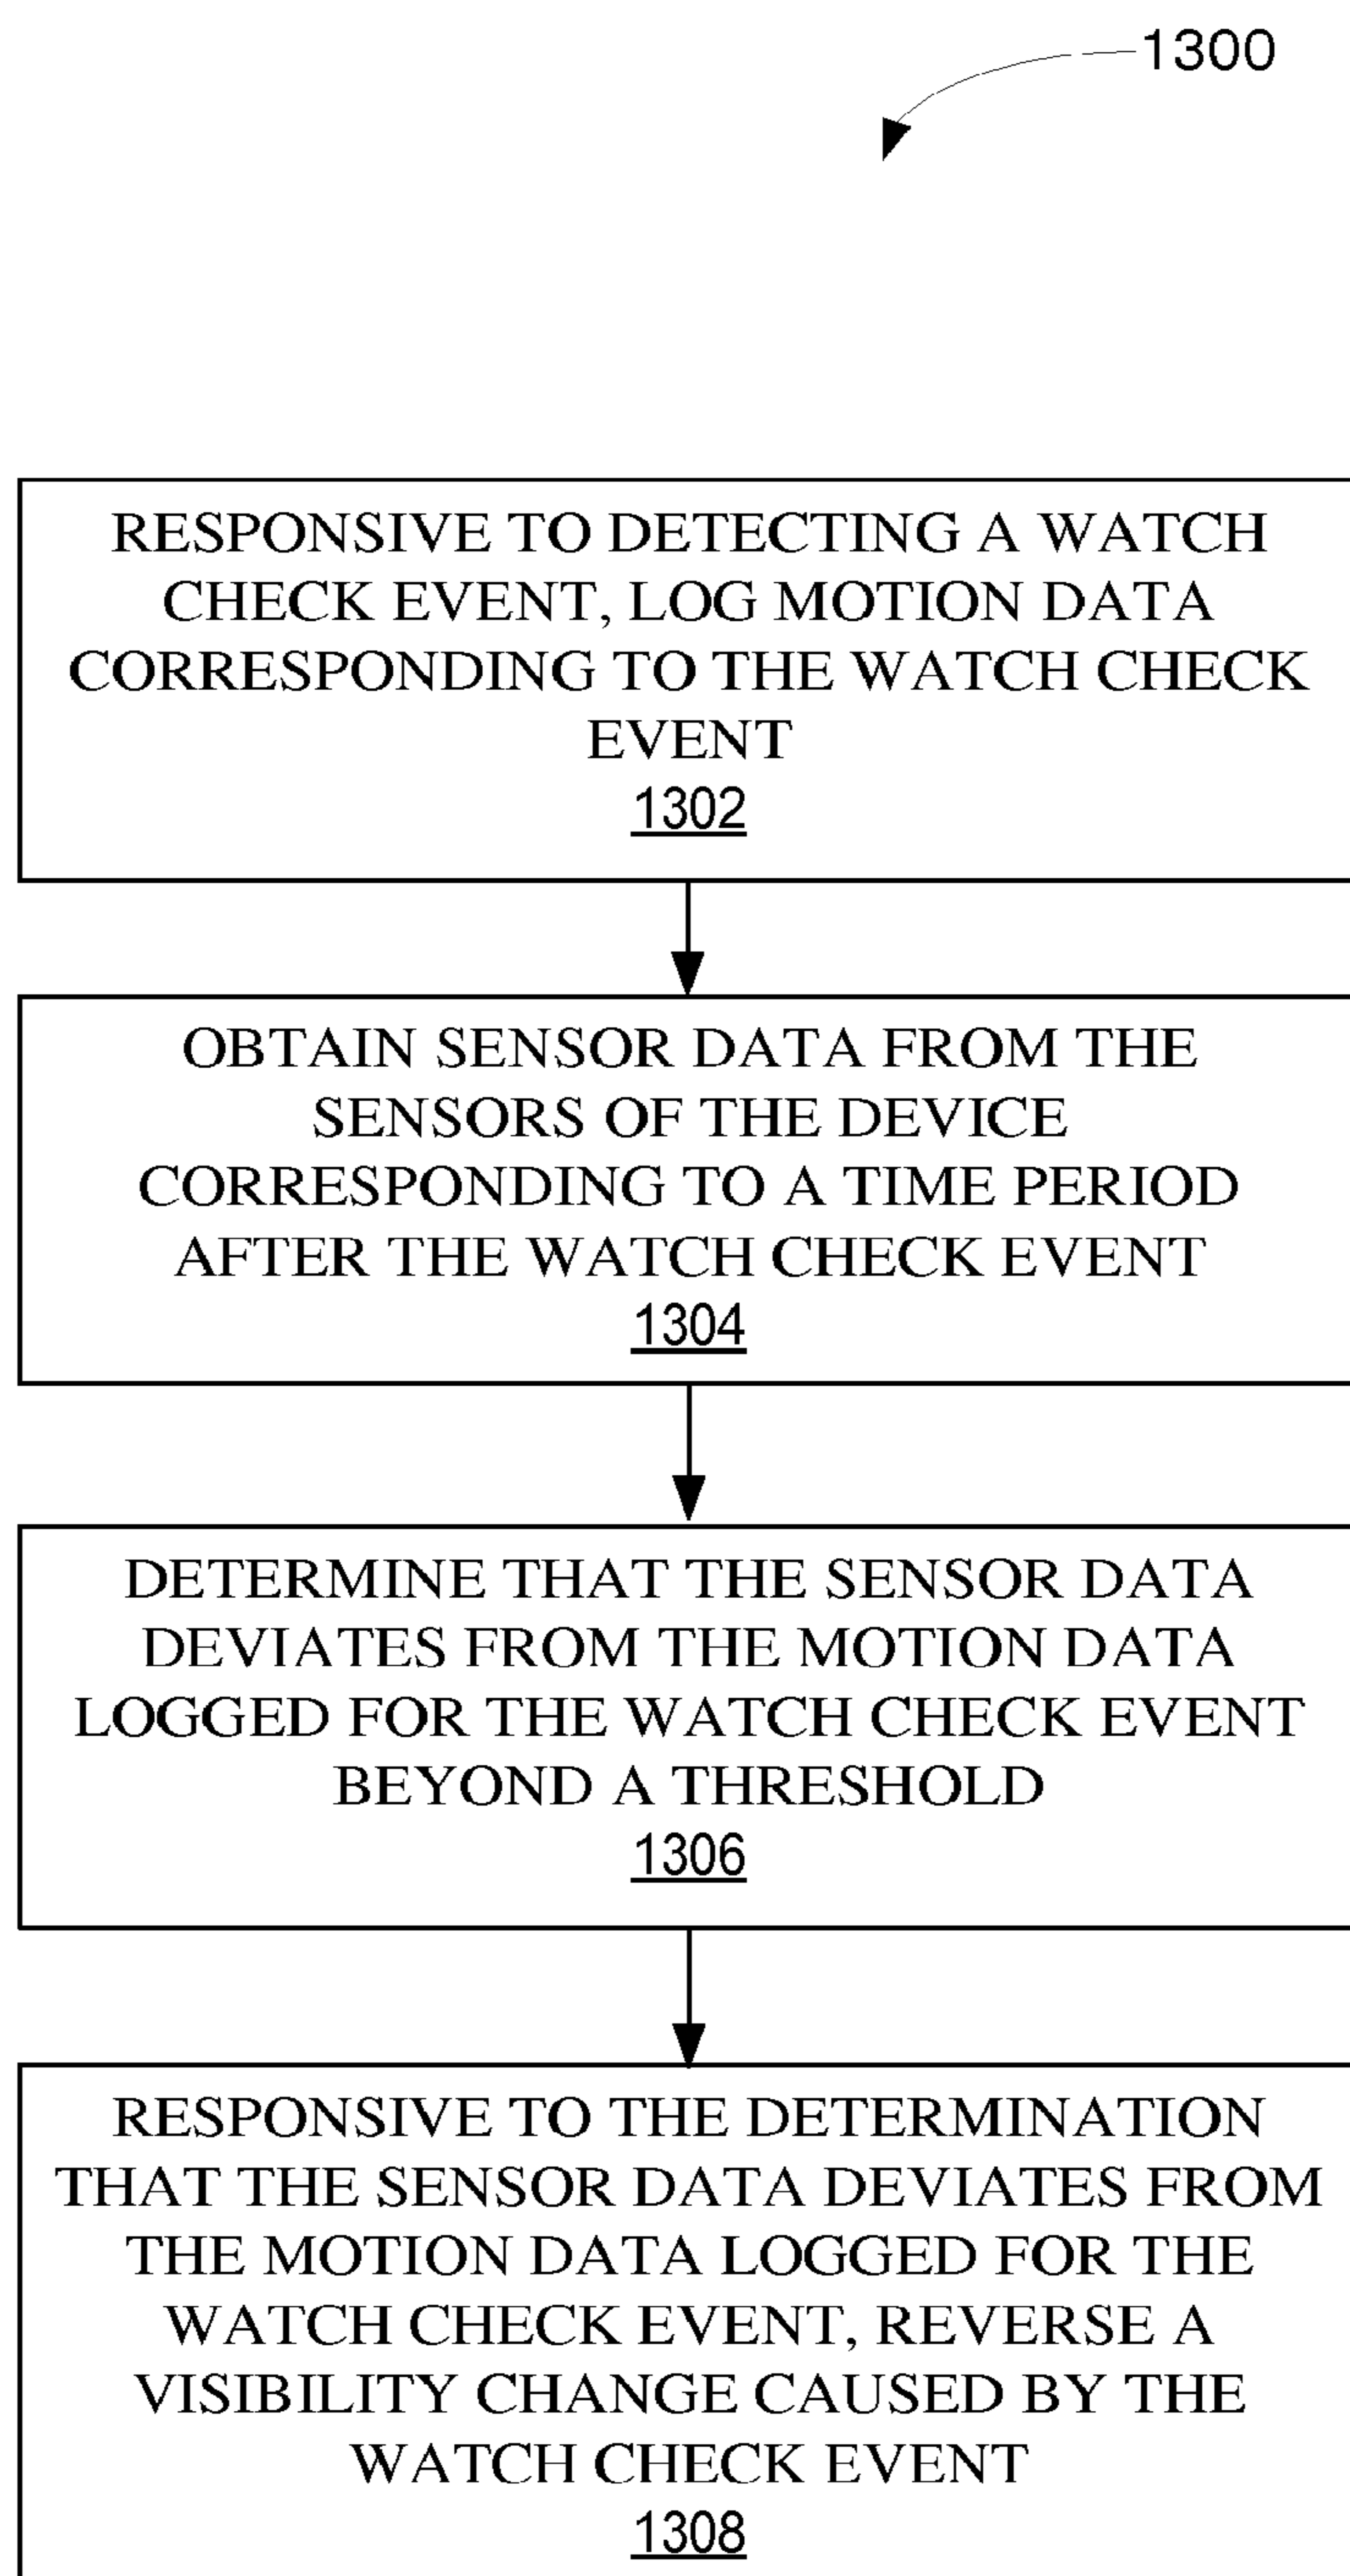 1300
RESPONSIVE TO DETECTING A WATCH
CHECK EVENT, LOG MOTION DATA
CORRESPONDING TO THE WATCH CHECK
EVENT
1302
OBTAIN SENSOR DATA FROM THE
SENSORS OF THE DEVICE
CORRESPONDING TO A TIME PERIOD
AFTER THE WATCH CHECK EVENT
1304
DETERMINE THAT THE SENSOR DATA
DEVIATES FROM THE MOTION DATA
LOGGED FOR THE WATCH CHECK EVENT
BEYOND A THRESHOLD
1306
RESPONSIVE TO THE DETERMINATION
THAT THE SENSOR DATA DEVIATES FROM
THE MOTION DATA LOGGED FOR THE
WATCH CHECK EVENT, REVERSE A
VISIBILITY CHANGE CAUSED BY THE
WATCH CHECK EVENT
1308